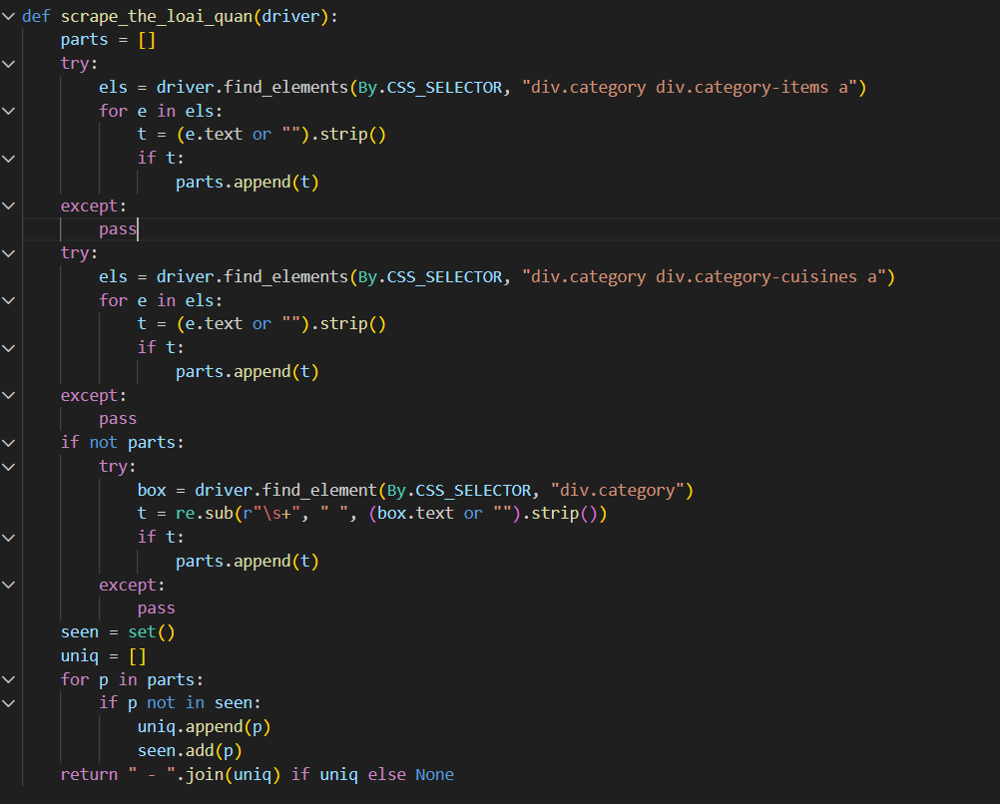 def scrape_the_loai_quan(driver):
    parts = []
    try:
        els = driver.find_elements(By.CSS_SELECTOR, "div.category div.category-items a")
        for e in els:
            t = (e.text or "").strip()
            if t:
                parts.append(t)
    except:
        pass
    try:
        els = driver.find_elements(By.CSS_SELECTOR, "div.category div.category-cuisines a")
        for e in els:
            t = (e.text or "").strip()
            if t:
                parts.append(t)
    except:
        pass
    if not parts:
        try:
            box = driver.find_element(By.CSS_SELECTOR, "div.category")
            t = re.sub(r"\s+", " ", (box.text or "").strip())
            if t:
                parts.append(t)
        except:
            pass
    seen = set()
    uniq = []
    for p in parts:
        if p not in seen:
            uniq.append(p)
            seen.add(p)
    return " - ".join(uniq) if uniq else None